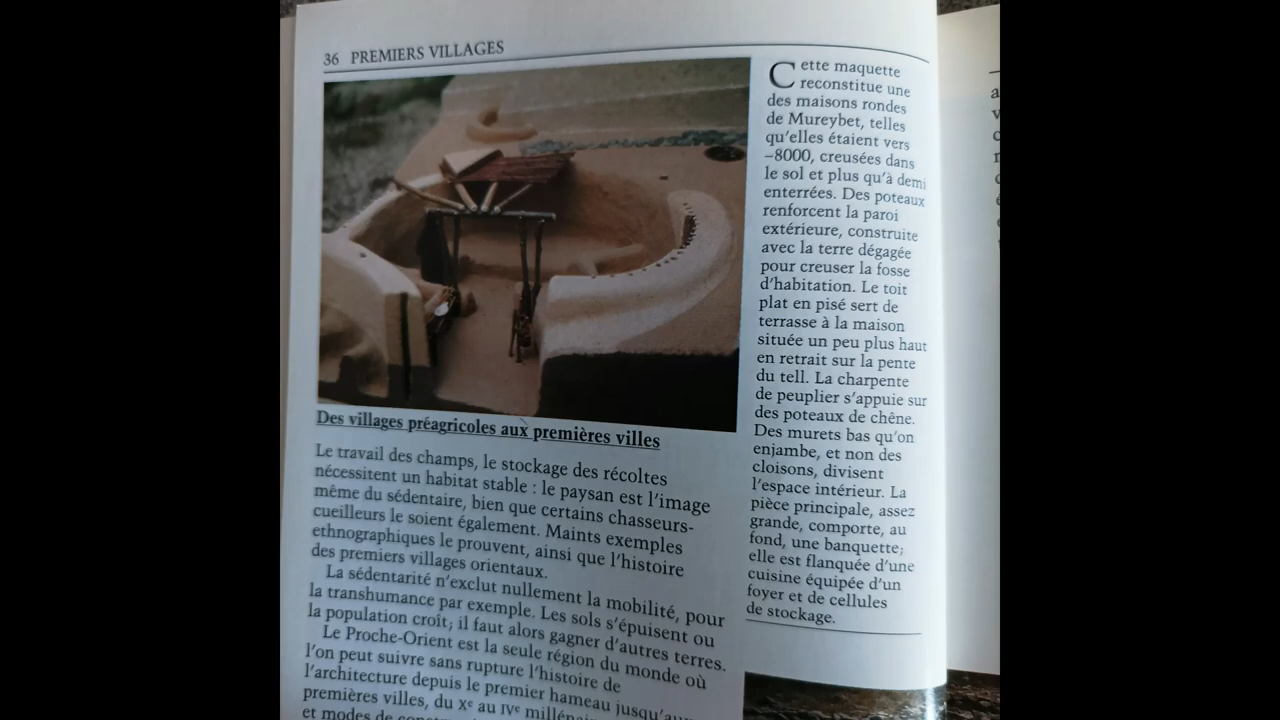 36 PREMIERS VILLAGES
Cette maquette
reconstitue une
des maisons rondes
de Mureybet, telles
qu'elles étaient vers
–8000, creusées dans
le sol et plus qu'à demi
enterrées. Des poteaux
renforcent la paroi
extérieure, construite
avec la terre dégagée
pour creuser la fosse
d'habitation. Le toit
plat en pisé sert de
terrasse à la maison
située un peu plus haut
en retrait sur la pente
du tell. La charpente
de peuplier s'appuie sur
des poteaux de chêne.
Des murets bas qu'on
enjambe, et non des
cloisons, divisent
l'espace intérieur. La
pièce principale, assez
grande, comporte, au
fond, une banquette;
elle est flanquée d'une
cuisine équipée d'un
foyer et de cellules
de stockage.
Des villages préagricoles aux premières villes
Le travail des champs, le stockage des récoltes
nécessitent un habitat stable : le paysan est l'image
même du sédentaire, bien que certains chasseurs-
cueilleurs le soient également. Maints exemples
ethnographiques le prouvent, ainsi que l'histoire
des premiers villages orientaux.
La sédentarité n'exclut nullement la mobilité, pour
la transhumance par exemple. Les sols s'épuisent ou
la population croît; il faut alors gagner d'autres terres.
Le Proche-Orient est la seule région du monde où
l'on peut suivre sans rupture l'histoire de
l'architecture depuis le premier hameau jusqu'aux
premières villes, du Xe au IVe
et modes de